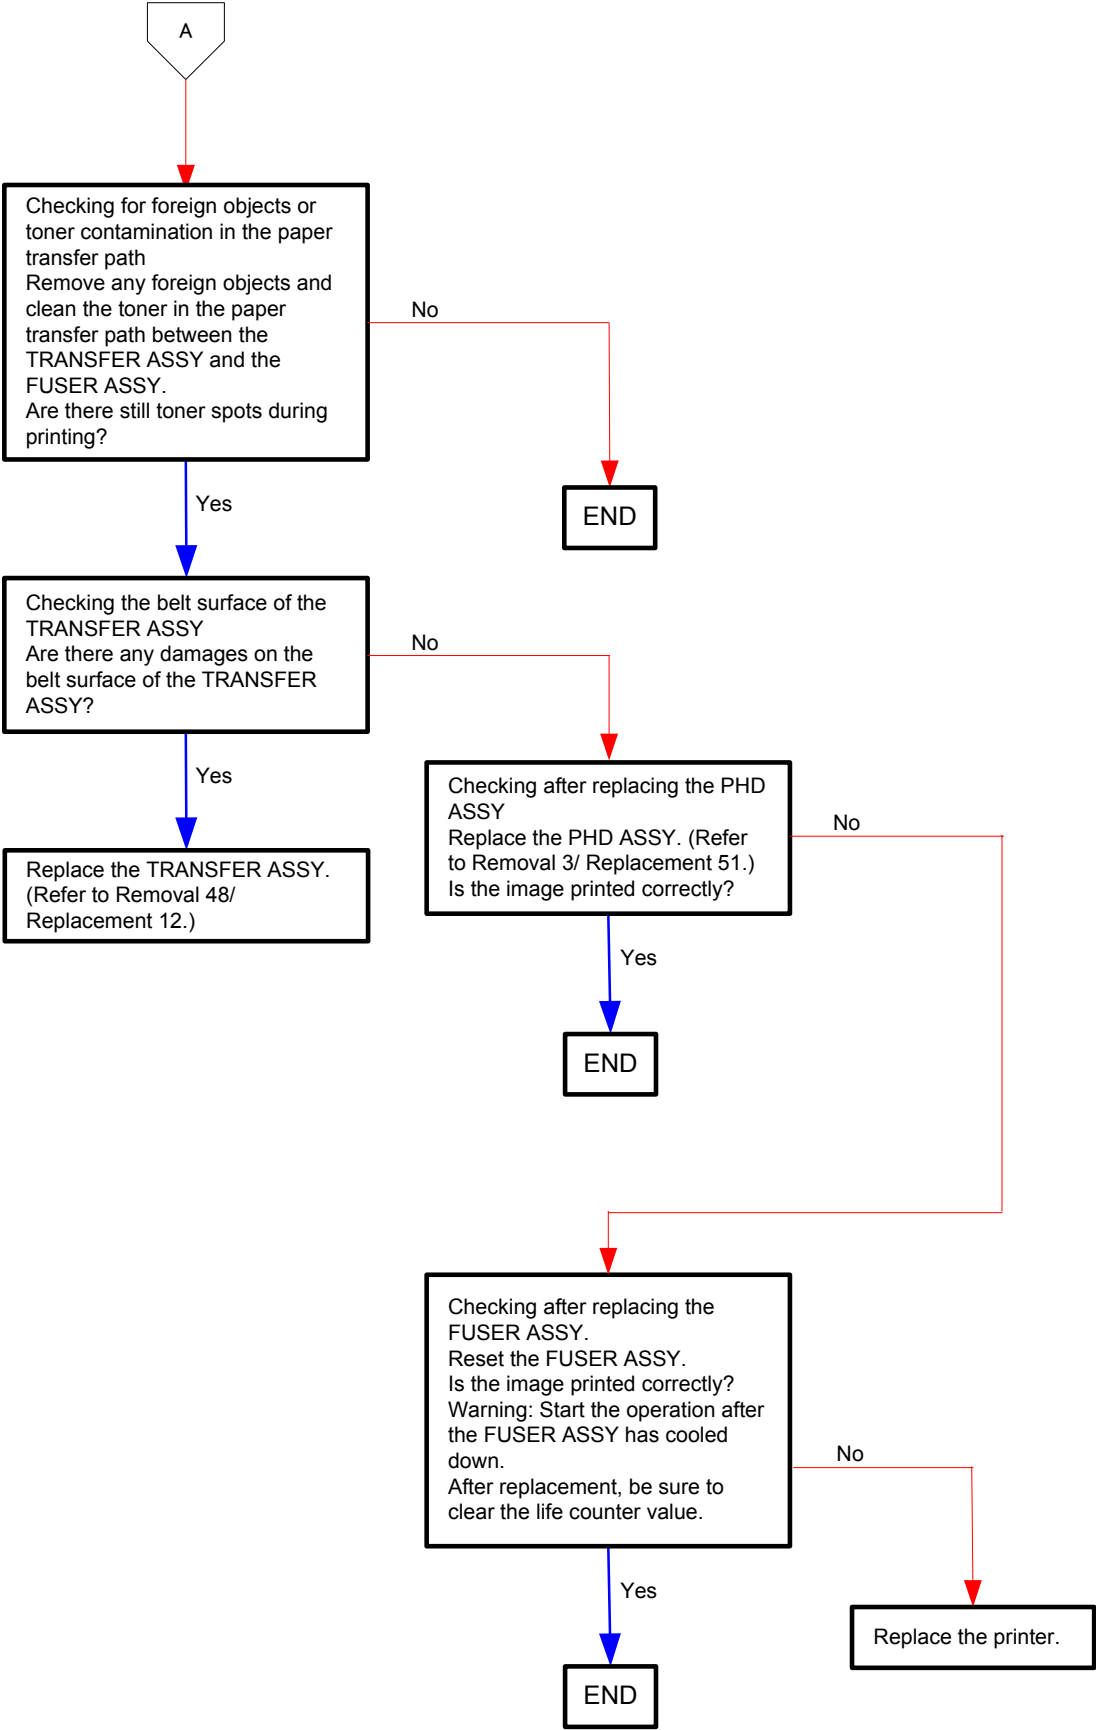 A
Checking for foreign objects or
toner contamination in the paper
transfer path
Remove any foreign objects and
clean the toner in the paper
transfer path between the
TRANSFER ASSY and the
FUSER ASSY.
Are there still toner spots during
printing?
No
END
Yes
Checking the belt surface of the
TRANSFER ASSY
Are there any damages on the
belt surface of the TRANSFER
ASSY?
No
Yes
Replace the TRANSFER ASSY.
(Refer to Removal 48/
Replacement 12.)
Checking after replacing the PHD
ASSY
Replace the PHD ASSY. (Refer
to Removal 3/ Replacement 51.)
Is the image printed correctly?
No
Yes
END
Checking after replacing the
FUSER ASSY.
Reset the FUSER ASSY.
Is the image printed correctly?
Warning: Start the operation after
the FUSER ASSY has cooled
down.
After replacement, be sure to
clear the life counter value.
No
Yes
Replace the printer.
END